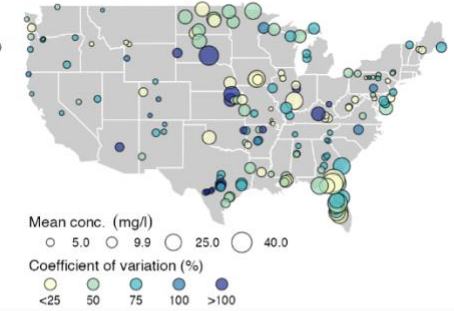 Mean conc. (mg/l)
5.0 9.9 25.0 40.0
Coefficient of variation (%)
<25 50 75 100 >100